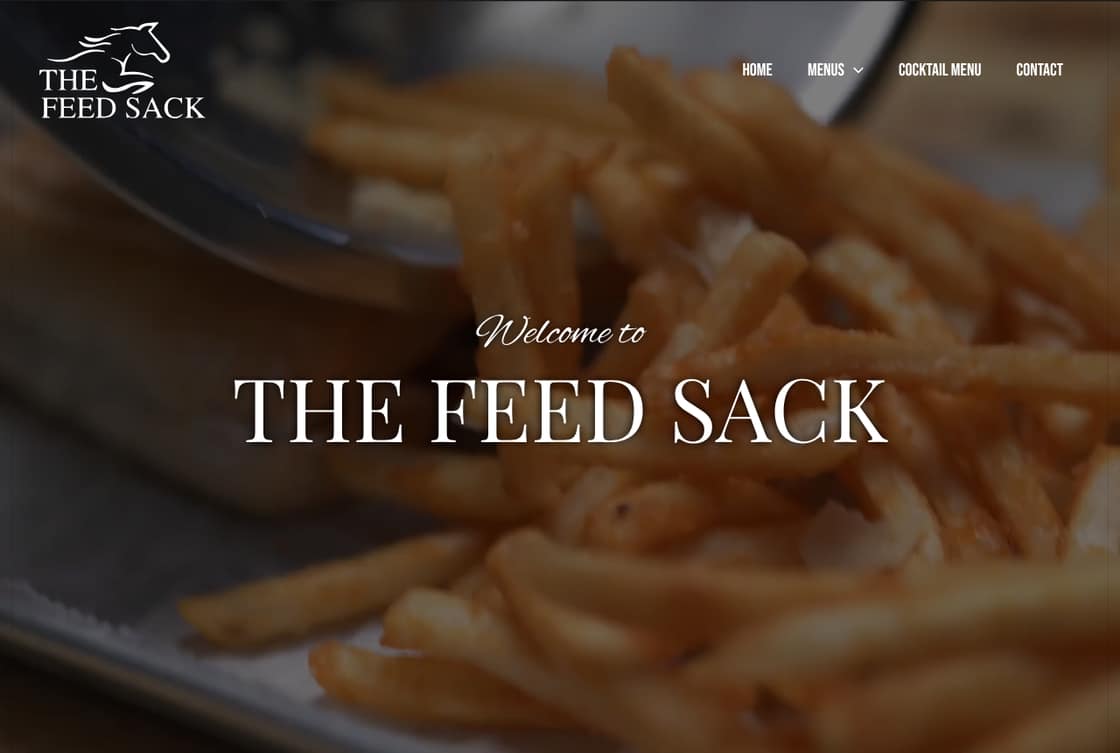 THE
FEED SACK
HOME MENUS COCKTAIL MENU CONTACT
Welcome to
THE FEED SACK